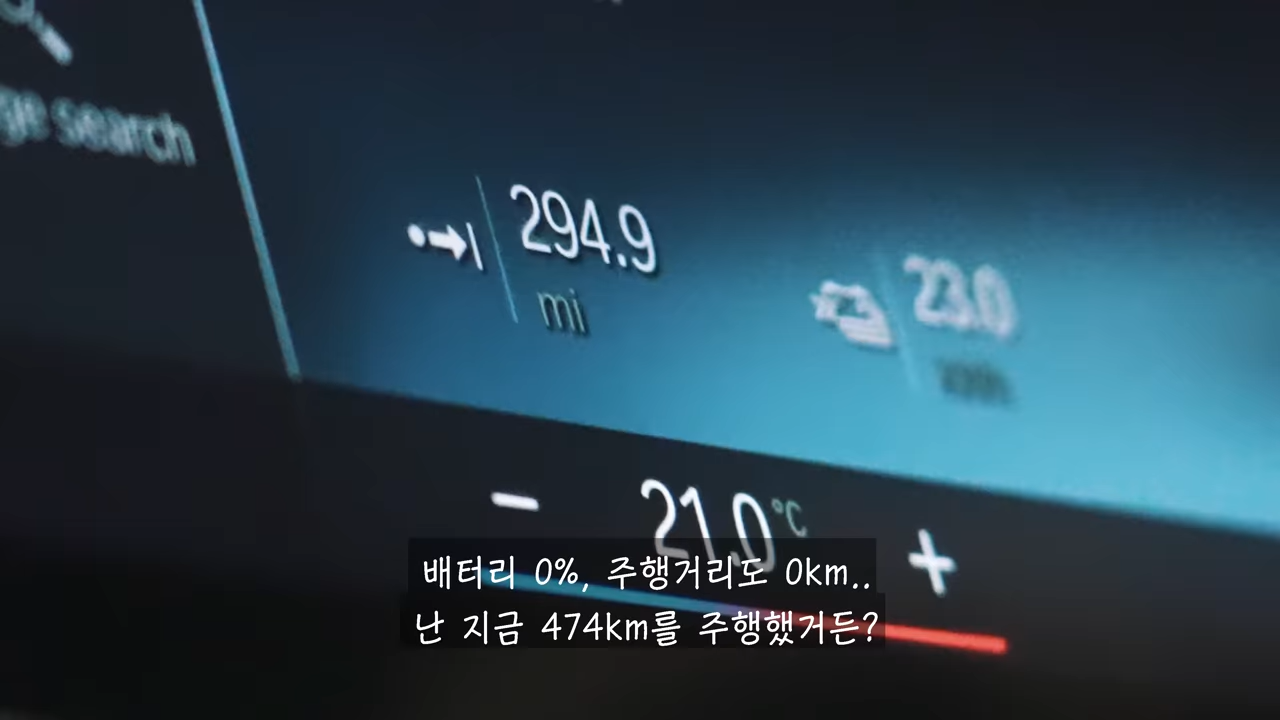 search
294.9
mi
23.0
21.0 °C
배터리 0%, 주행거리도 0km..
난 지금 474km를 주행했거든?